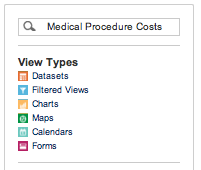 Medical Procedure Costs
View Types
Datasets
Filtered Views
Charts
Maps
Calendars
Forms